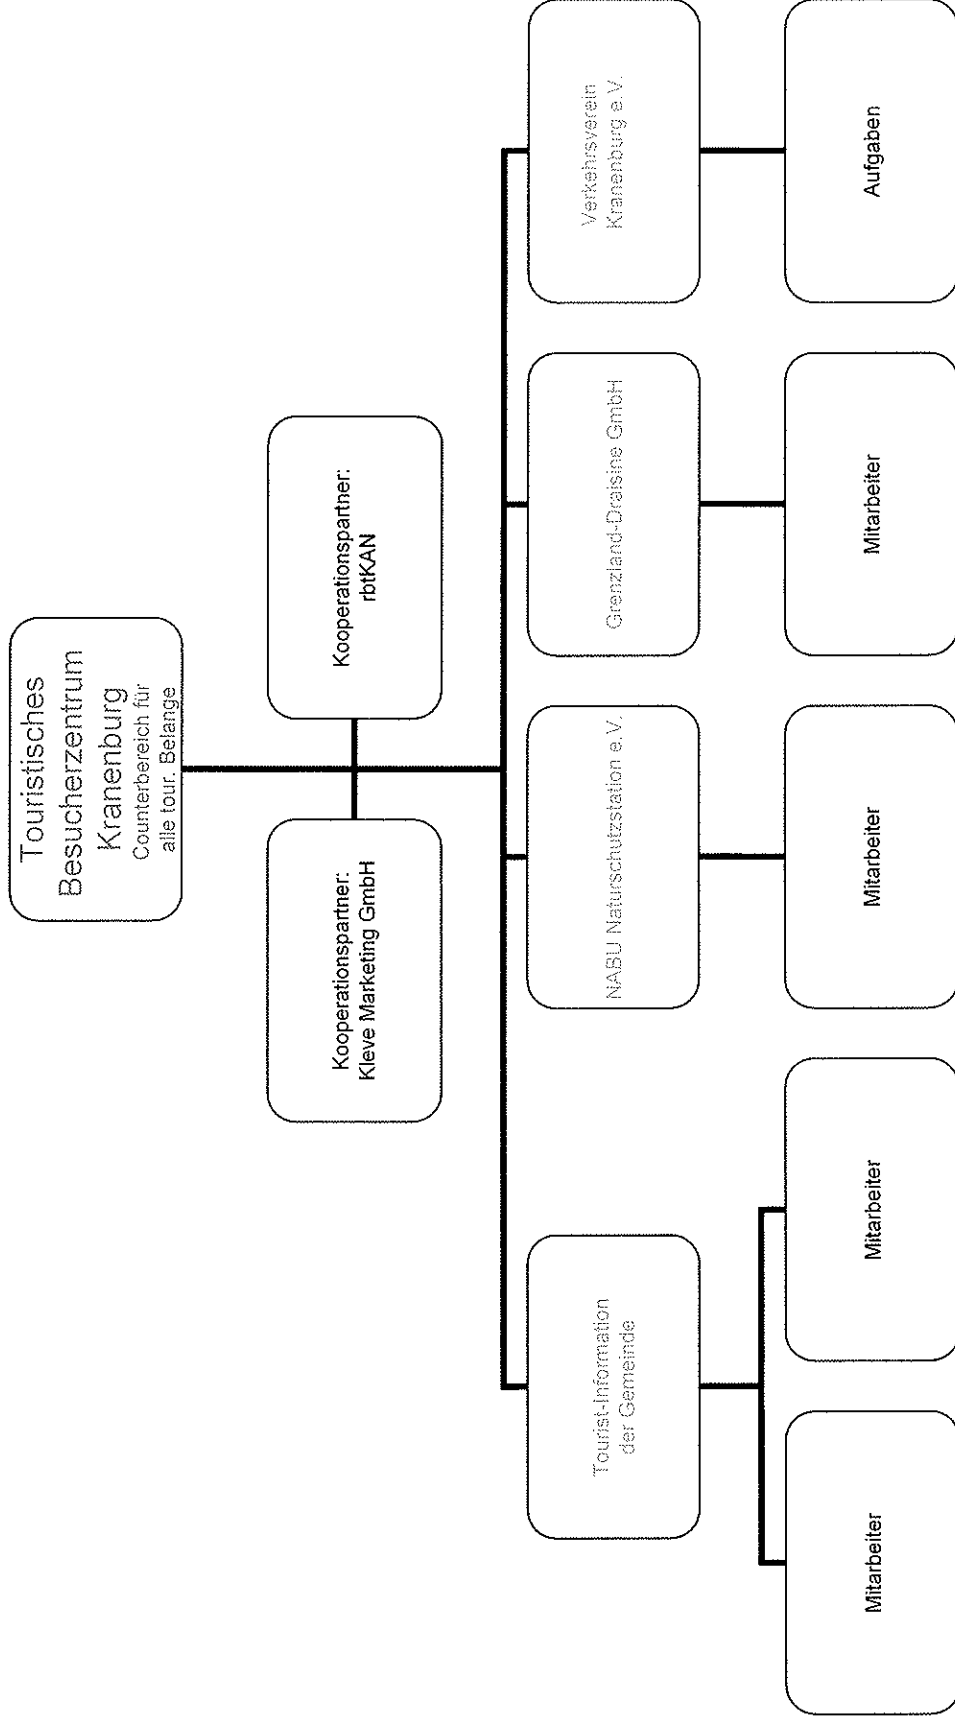 Touristisches
Besucherzentrum
Kranenburg
Counterbereich für
alle tour. Belange
Kooperationspartner:
Kleve Marketing GmbH
Kooperationspartner:
rbtKAN
Tourist-Information
der Gemeinde
NABU Naturschutzstation e.V.
Grenzland-Draisine GmbH
Verkehrsverein
Kranenburg e.V.
Mitarbeiter
Mitarbeiter
Mitarbeiter
Mitarbeiter
Aufgaben